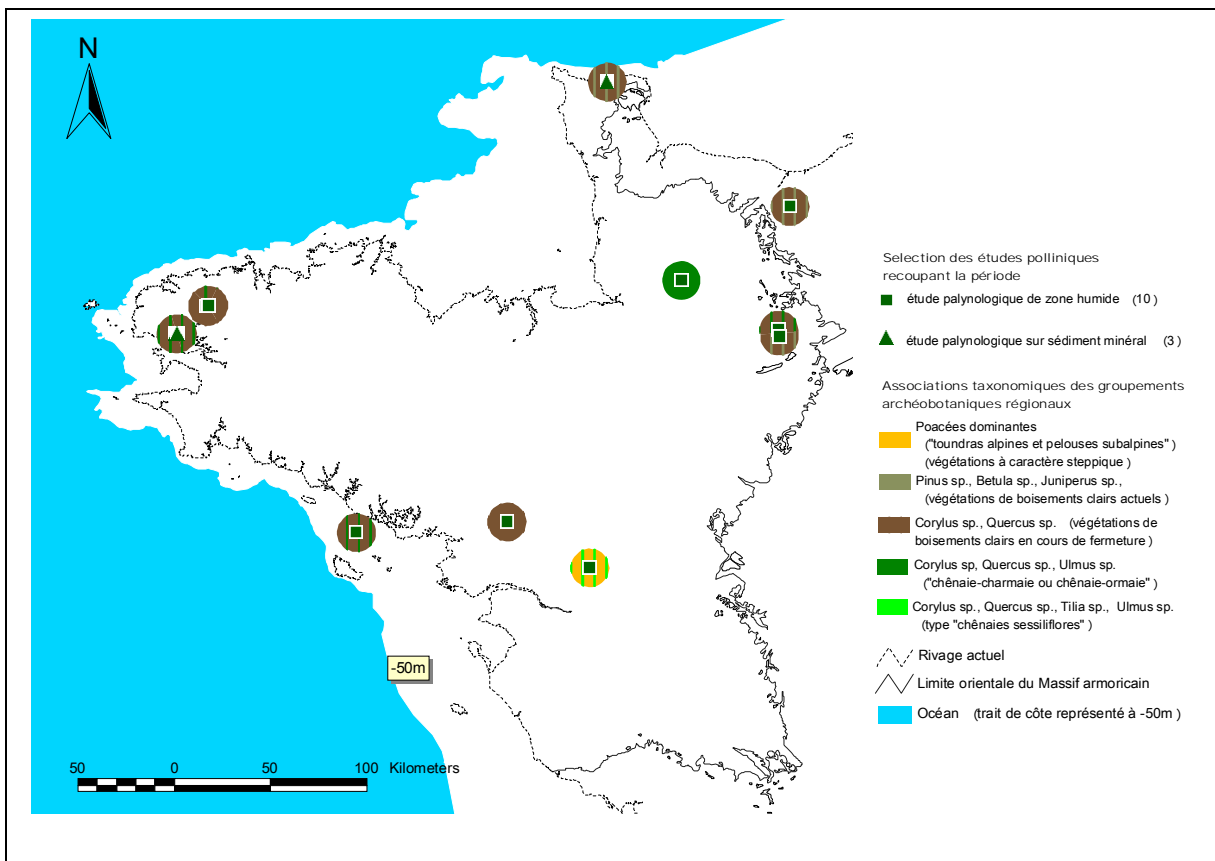 N
Selection des études polliniques
recoupant la période
étude palynologique de zone humide (10 )
étude palynologique sur sédiment minéral (3 )
Associations taxonomiques des groupements
archéobotaniques régionaux
Poacées dominantes
("toundras alpines et pelouses subalpines" )
(végétations à caractère steppique )
Pinus sp., Betula sp., Juniperus sp.,
(végétations de boisements clairs actuels )
Corylus sp., Quercus sp. (végétations de
boisements clairs en cours de fermeture )
Corylus sp, Quercus sp., Ulmus sp.
("chênaie-charmaie ou chênaie-ormaie" )
Corylus sp., Quercus sp., Tilia sp., Ulmus sp.
(type "chênaies sessiliflores" )
Rivage actuel
Limite orientale du Massif armoricain
Océan (trait de côte représenté à -50m )
-50m
50 0 50 100 Kilometers